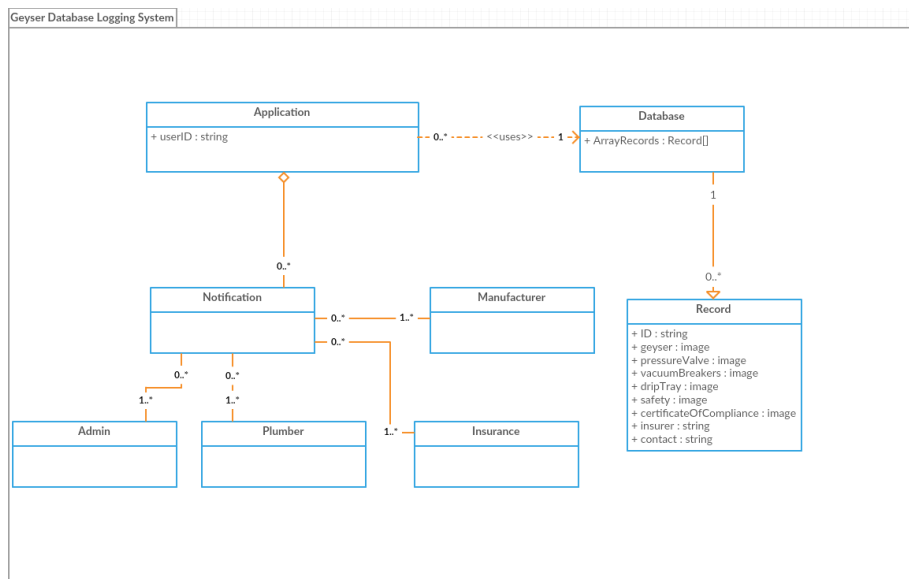 Geyser Database Logging System
Application
+ userID : string
0..*
<<uses>>
1
Database
+ ArrayRecords : Record[]
1
0..*
0..*
Notification
0..*
1..*
Manufacturer
0..*
Record
+ ID : string
+ geyser : image
+ pressureValve : image
+ vacuumBreakers : image
+ dripTray : image
+ safety : image
+ certificateOfCompliance : image
+ insurer : string
+ contact : string
0..*
0..*
1..*
1..*
1..*
Admin
Plumber
Insurance